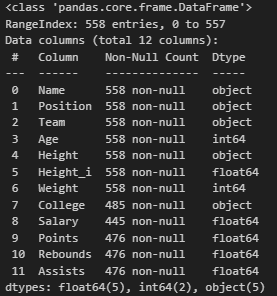 <class 'pandas.core.frame.DataFrame'>
RangeIndex: 558 entries, 0 to 557
Data columns (total 12 columns):
 #   Column    Non-Null Count  Dtype
---  ------    --------------  -----
 0   Name      558 non-null    object
 1   Position  558 non-null    object
 2   Team      558 non-null    object
 3   Age       558 non-null    int64
 4   Height    558 non-null    object
 5   Height_i  558 non-null    float64
 6   Weight    558 non-null    int64
 7   College   485 non-null    object
 8   Salary    445 non-null    float64
 9   Points    476 non-null    float64
 10  Rebounds  476 non-null    float64
 11  Assists   476 non-null    float64
dtypes: float64(5), int64(2), object(5)